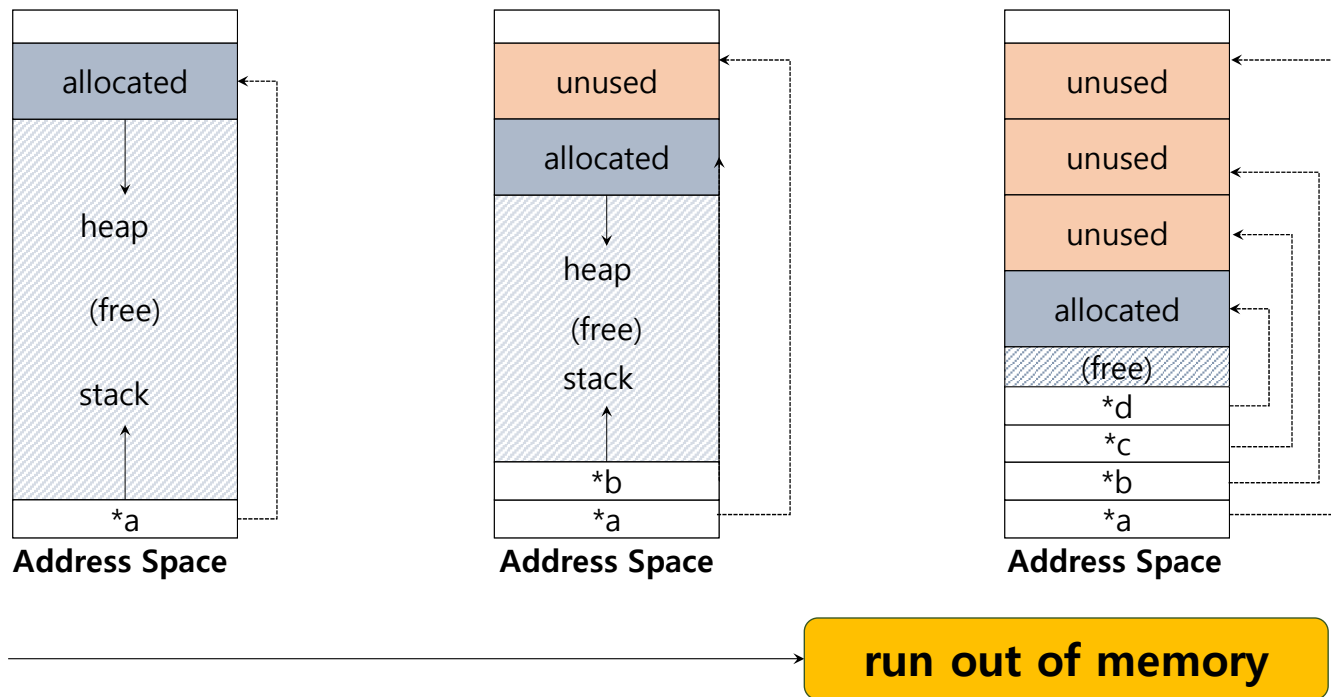 allocated
heap
(free)
stack
*a
Address Space
unused
allocated
heap
(free)
stack
*b
*a
Address Space
unused
unused
unused
allocated
(free)
*d
*c
*b
*a
Address Space
run out of memory